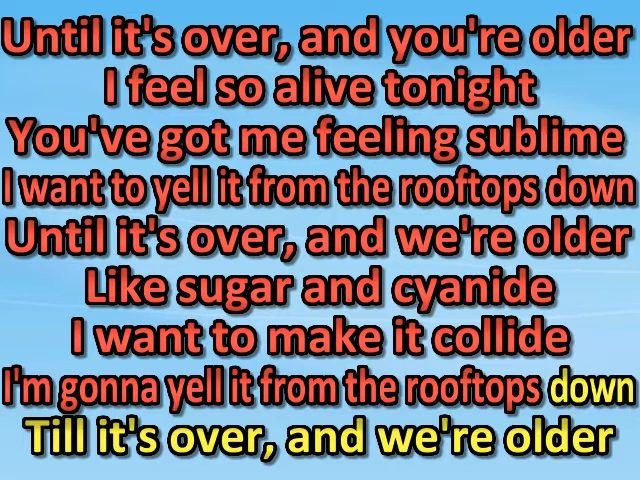 Until it's over, and you're older
I feel so alive tonight
You've got me feeling sublime
I want to yell it from the rooftops down
Until it's over, and we're older
Like sugar and cyanide
I want to make it collide
I'm gonna yell it from the rooftops down
Till it's over, and we're older